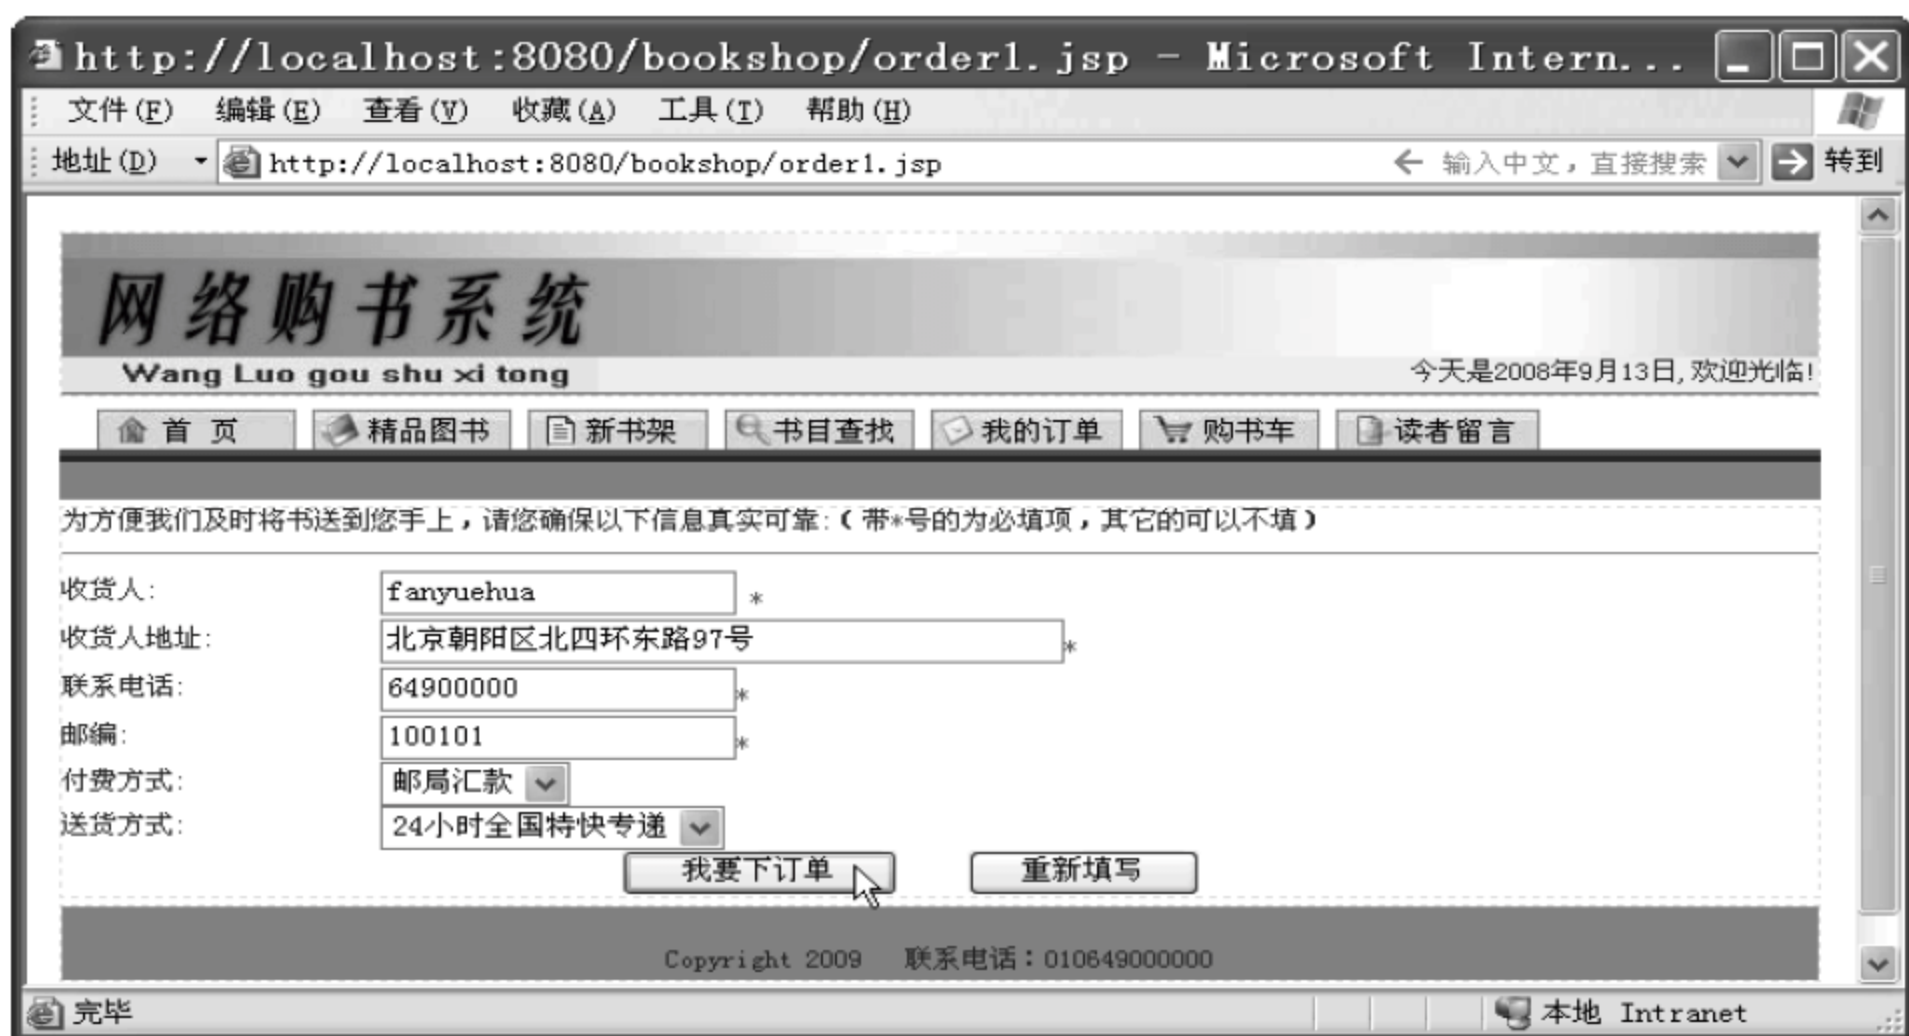 http://localhost:8080/bookshop/order1.jsp - Microsoft Intern...
文件(F) 编辑(E) 查看(V) 收藏(A) 工具(T) 帮助(H)
地址(D) http://localhost:8080/bookshop/order1.jsp 输入中文，直接搜索 转到
网络购书系统
Wang Luo gou shu xi tong 今天是2008年9月13日,欢迎光临!
首 页 精品图书 新书架 书目查找 我的订单 购书车 读者留言
为方便我们及时将书送到您手上，请您确保以下信息真实可靠:（带*号的为必填项，其它的可以不填）
收货人: fanyuehua *
收货人地址: 北京朝阳区北四环东路97号 *
联系电话: 64900000 *
邮编: 100101 *
付费方式: 邮局汇款
送货方式: 24小时全国特快专递
我要下订单 重新填写
Copyright 2009 联系电话：010649000000
完毕 本地 Intranet